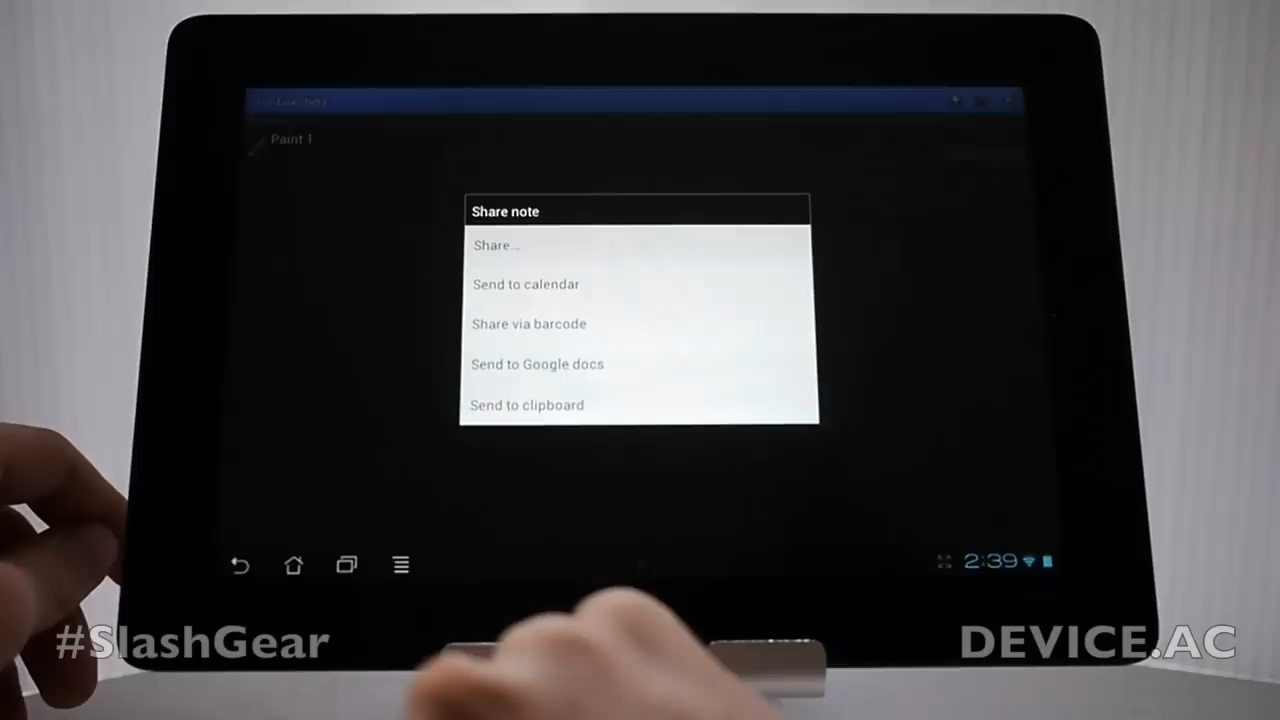 Paint 1
Share note
Share...
Send to calendar
Share via barcode
Send to Google docs
Send to clipboard
2:39
#SlashGear
DEVICE.AC